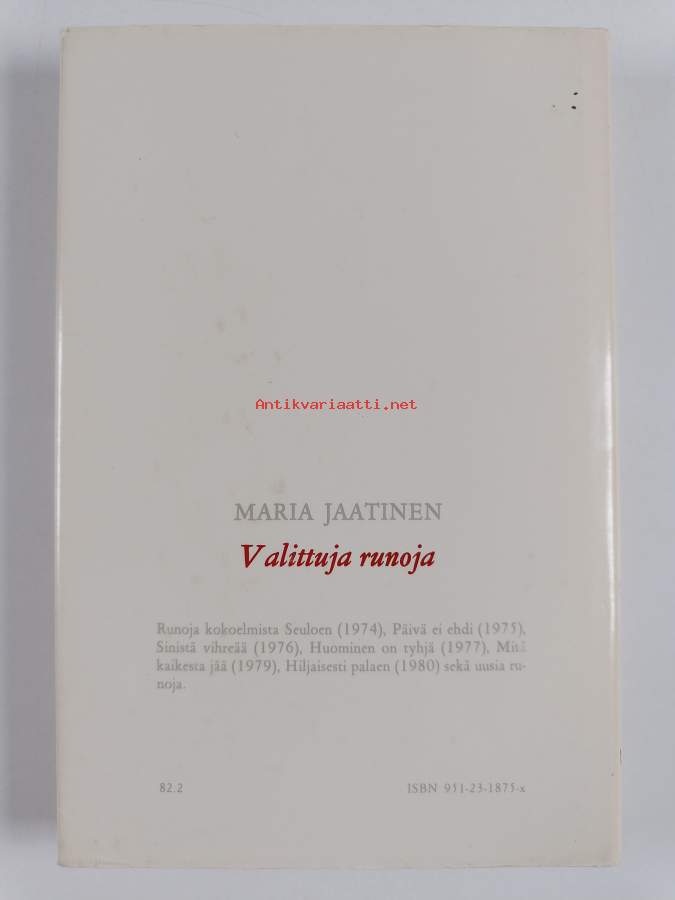 Antikvariaatti.net
MARIA JAATINEN
Valittuja runoja
Runoja kokoelmista Seuloen (1974), Päivä ei ehdi (1975),
Sinistä vihreää (1976), Huominen on tyhjä (1977), Mitä
kaikesta jää (1979), Hiljaisesti palaen (1980) sekä uusia ru-
noja.
82.2
ISBN 951-23-1875-x